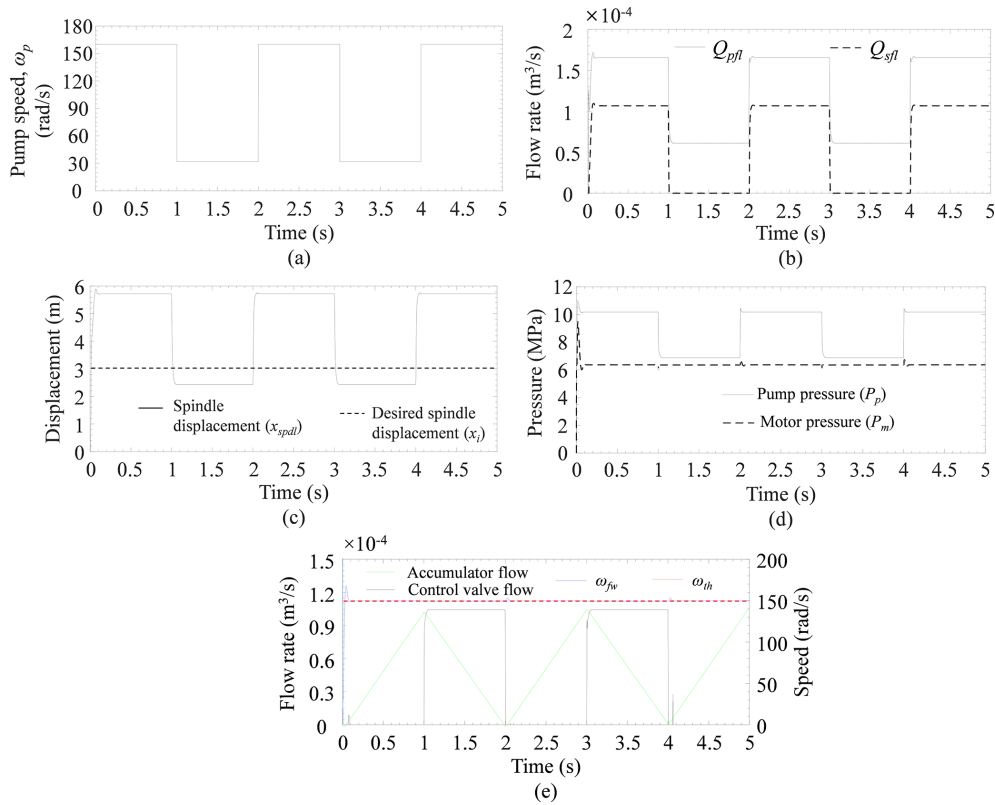 180
150
120
90
60
30
0
Pump speed, ωp
(rad/s)
0 0.5 1 1.5 2 2.5 3 3.5 4 4.5 5
Time (s)
(a)
×10-4
2
1.5
1
0.5
0
Flow rate (m³/s)
Qpfl
Qsfl
0 0.5 1 1.5 2 2.5 3 3.5 4 4.5 5
Time (s)
(b)
6
5
4
3
2
1
0
Displacement (m)
Spindle
displacement (xspdl)
Desired spindle
displacement (xi)
0 0.5 1 1.5 2 2.5 3 3.5 4 4.5 5
Time (s)
(c)
12
10
8
6
4
2
0
Pressure (MPa)
Pump pressure (Pp)
Motor pressure (Pm)
0 0.5 1 1.5 2 2.5 3 3.5 4 4.5 5
Time (s)
(d)
×10-4
1.5
1.2
0.9
0.6
0.3
0
Flow rate (m³/s)
Accumulator flow
Control valve flow
ωfw
ωth
200
150
100
50
0
Speed (rad/s)
0 0.5 1 1.5 2 2.5 3 3.5 4 4.5 5
Time (s)
(e)